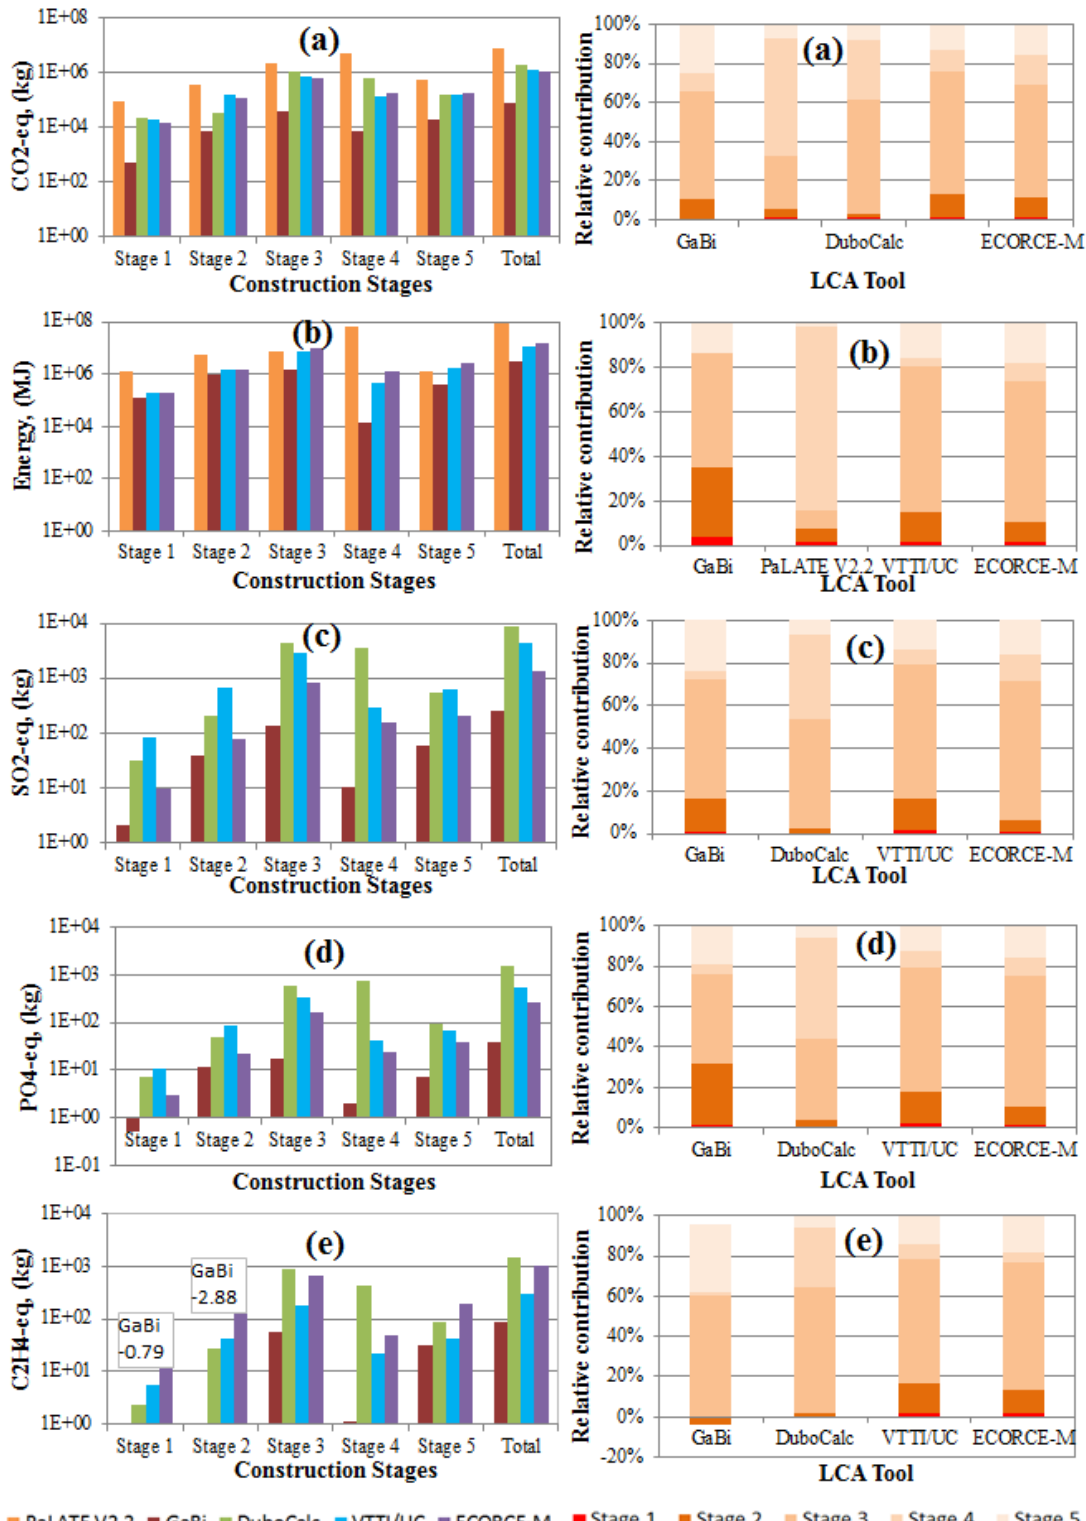 1E+08
1E+06
1E+04
1E+02
1E+00
CO2-eq, (kg)
(a)
Stage 1 Stage 2 Stage 3 Stage 4 Stage 5 Total
Construction Stages
100%
80%
60%
40%
20%
0%
Relative contribution
(a)
GaBi DuboCalc ECORCE-M
LCA Tool
1E+08
1E+06
1E+04
1E+02
1E+00
Energy, (MJ)
(b)
Stage 1 Stage 2 Stage 3 Stage 4 Stage 5 Total
Construction Stages
100%
80%
60%
40%
20%
0%
Relative contribution
(b)
GaBi PaLATE V2.2 VTTI/UC ECORCE-M
LCA Tool
1E+04
1E+03
1E+02
1E+01
1E+00
SO2-eq, (kg)
(c)
Stage 1 Stage 2 Stage 3 Stage 4 Stage 5 Total
Construction Stages
100%
80%
60%
40%
20%
0%
Relative contribution
(c)
GaBi DuboCalc VTTI/UC ECORCE-M
LCA Tool
1E+04
1E+03
1E+02
1E+01
1E+00
1E-01
PO4-eq, (kg)
(d)
Stage 1 Stage 2 Stage 3 Stage 4 Stage 5 Total
Construction Stages
100%
80%
60%
40%
20%
0%
Relative contribution
(d)
GaBi DuboCalc VTTI/UC ECORCE-M
LCA Tool
1E+04
1E+03
1E+02
1E+01
1E+00
C2H4-eq, (kg)
(e)
GaBi
-0.79
GaBi
-2.88
Stage 1 Stage 2 Stage 3 Stage 4 Stage 5 Total
Construction Stages
100%
80%
60%
40%
20%
0%
-20%
Relative contribution
(e)
GaBi DuboCalc VTTI/UC ECORCE-M
LCA Tool
PaLATE V2.2 GaBi DuboCalc VTTI/UC ECORCE-M
Stage 1 Stage 2 Stage 3 Stage 4 Stage 5